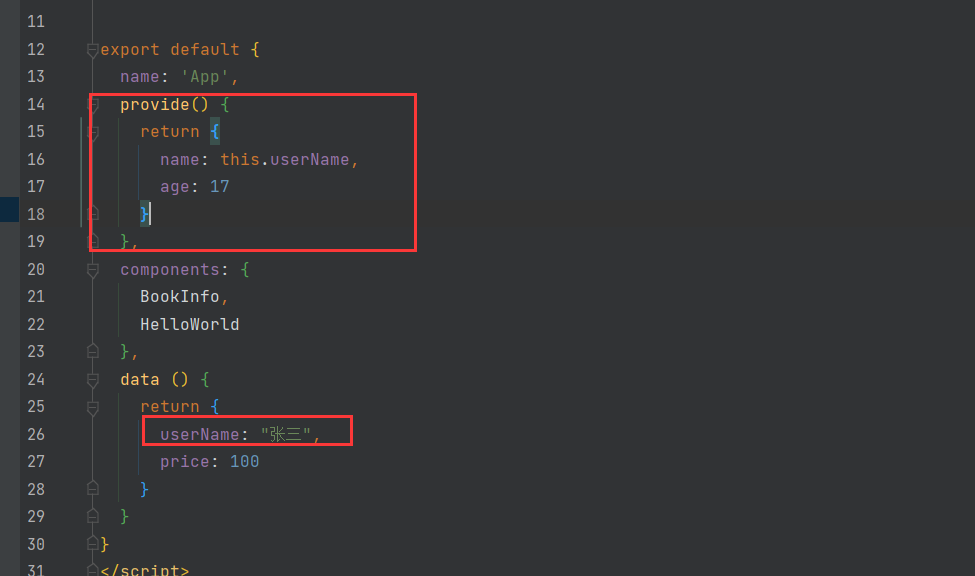 11
12 export default {
13 name: 'App',
14 provide() {
15 return {
16 name: this.userName,
17 age: 17
18 }
19 },
20 components: {
21 BookInfo,
22 HelloWorld
23 },
24 data () {
25 return {
26 userName: "张三",
27 price: 100
28 }
29 }
30 }
31 </script>